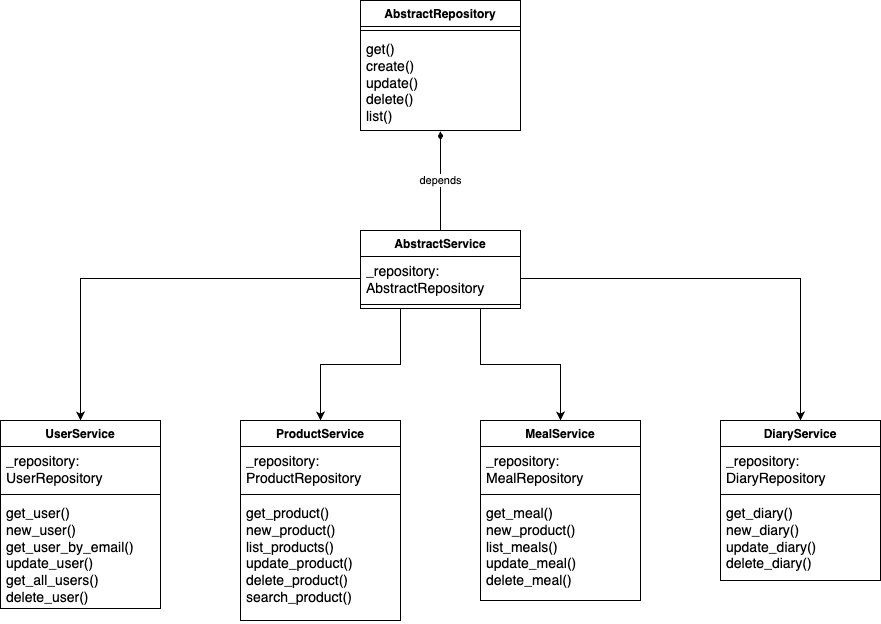 AbstractRepository
get()
create()
update()
delete()
list()
depends
AbstractService
_repository:
AbstractRepository
UserService
_repository:
UserRepository
get_user()
new_user()
get_user_by_email()
update_user()
get_all_users()
delete_user()
ProductService
_repository:
ProductRepository
get_product()
new_product()
list_products()
update_product()
delete_product()
search_product()
MealService
_repository:
MealRepository
get_meal()
new_product()
list_meals()
update_meal()
delete_meal()
DiaryService
_repository:
DiaryRepository
get_diary()
new_diary()
update_diary()
delete_diary()